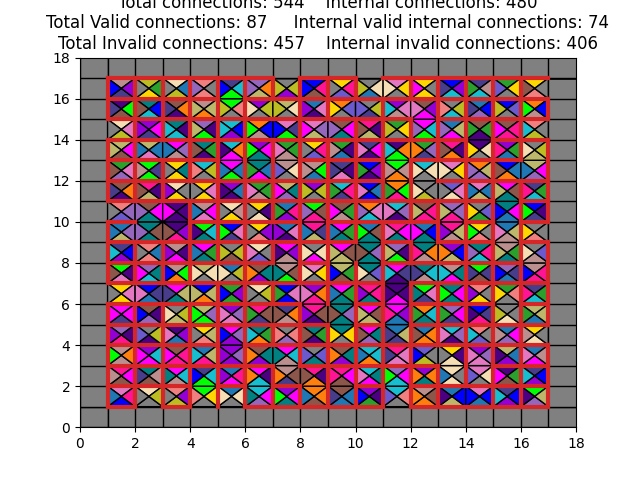 Total connections: 544 Internal connections: 480
Total Valid connections: 87 Internal valid internal connections: 74
Total Invalid connections: 457 Internal invalid connections: 406
18
16
14
12
10
8
6
4
2
0
0 2 4 6 8 10 12 14 16 18